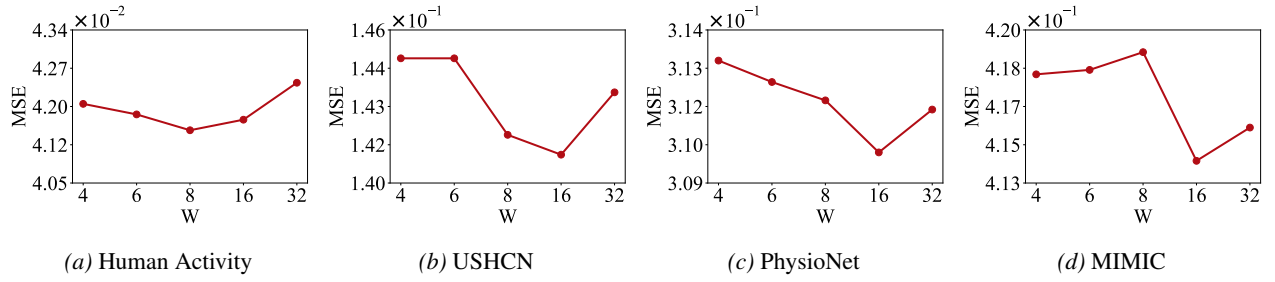 ×10⁻² ×10⁻¹ ×10⁻¹ ×10⁻¹
4.34 1.46 3.14 4.20
4.27 1.44 3.13 4.18
4.20 1.43 3.12 4.17
4.12 1.42 3.10 4.15
4.05 1.40 3.09 4.13
MSE MSE MSE MSE
4 6 8 16 32 4 6 8 16 32 4 6 8 16 32 4 6 8 16 32
W W W W
(a) Human Activity (b) USHCN (c) PhysioNet (d) MIMIC